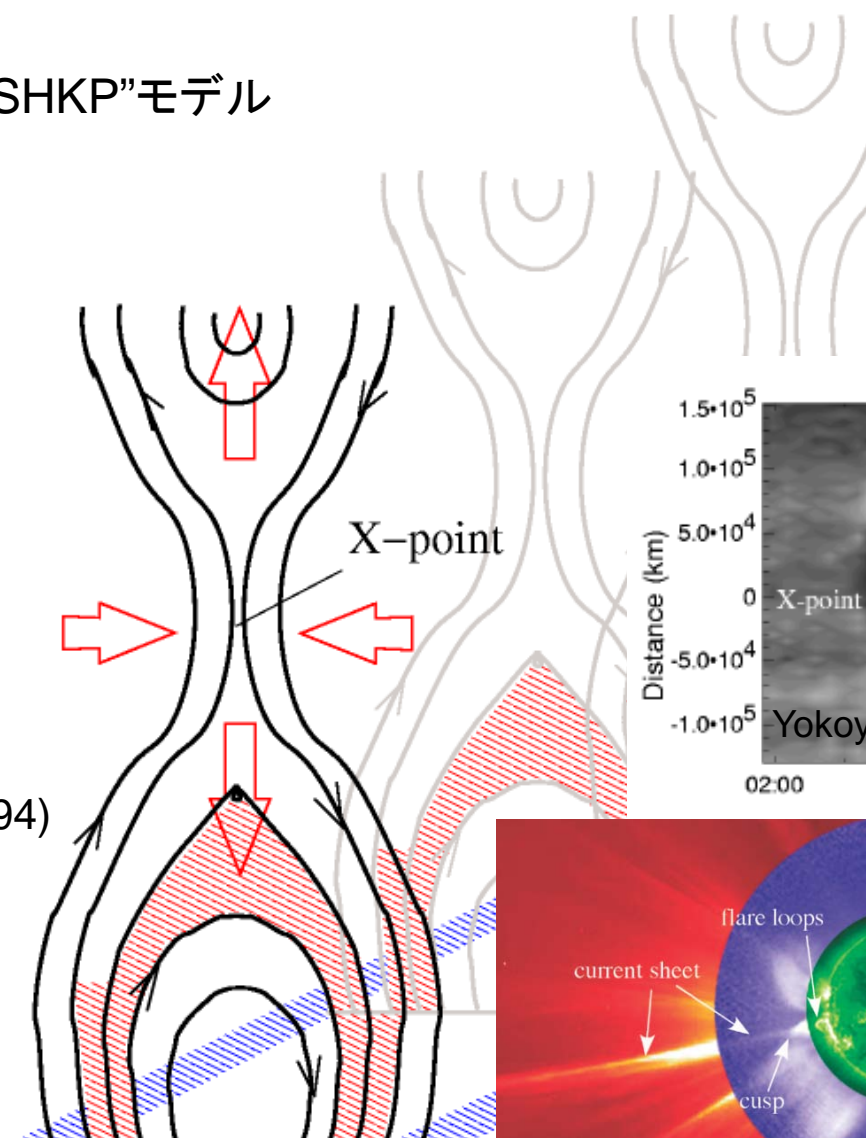 SHKP”モデル
X−point
1.5•10⁵
1.0•10⁵
5.0•10⁴
0
-5.0•10⁴
-1.0•10⁵
Distance (km)
X-point
02:00
94)
flare loops
current sheet
cusp